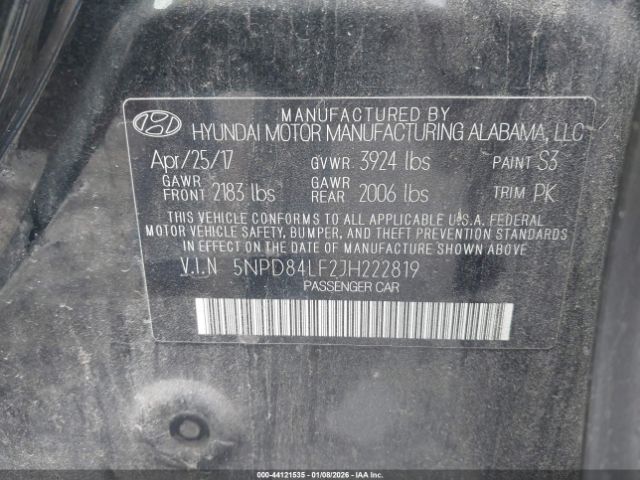 MANUFACTURED BY
HYUNDAI MOTOR MANUFACTURING ALABAMA, LLC
Apr/25/17 GVWR 3924 lbs PAINT S3
GAWR FRONT 2183 lbs GAWR REAR 2006 lbs TRIM PK
THIS VEHICLE CONFORMS TO ALL APPLICABLE U.S.A. FEDERAL
MOTOR VEHICLE SAFETY, BUMPER, AND THEFT PREVENTION STANDARDS
IN EFFECT ON THE DATE OF MANUFACTURE SHOWN ABOVE.
V.I.N 5NPD84LF2JH222819
PASSENGER CAR
000-44121535 - 01/08/2026 - IAAI.COM